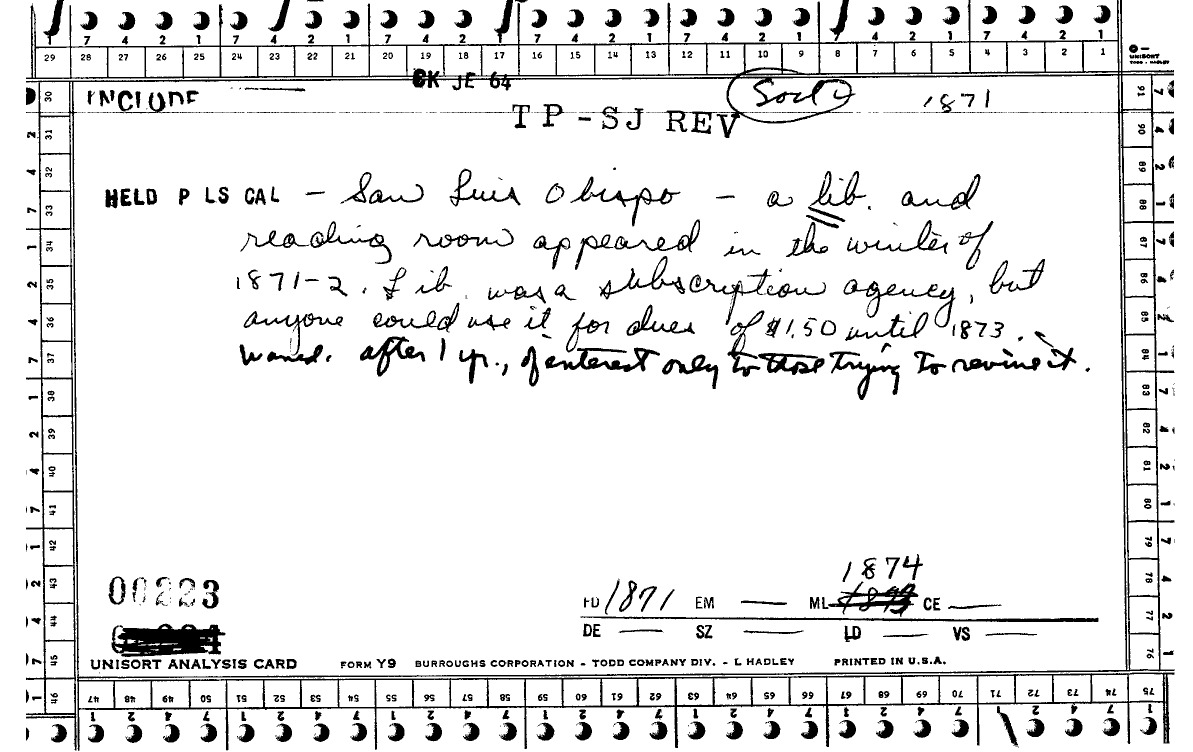 7 4 2 1 7 4 2 1 7 4 2 1 7 4 2 1 7 4 2 1 7 4 2 1 7 4 2 1
29 28 27 26 25 24 23 22 21 20 19 18 17 16 15 14 13 12 11 10 9 8 7 6 5 4 3 2 1
UNISORT
TODD - HADLEY
CK JE 64
INCLUDE Socl 1871
TP-SJ REV
HELD P LS CAL - San Luis Obispo - a lib. and
reading room appeared in the winter of
1871-2. Lib. was a subscription agency, but
anyone could use it for dues of $1.50 until 1873.
Waned. after 1 yr., of interest only to those trying to revive it.
30 31 32 33 34 35 36 37 38 39 40 41 42 43 44 45 46
91 90 89 88 87 86 85 84 83 82 81 80 79 78 77 76
00223
1874
FD 1871 EM — ML CE —
DE — SZ — LD — VS —
UNISORT ANALYSIS CARD FORM Y9 BURROUGHS CORPORATION - TODD COMPANY DIV. - L HADLEY PRINTED IN U.S.A.
47 48 49 50 51 52 53 54 55 56 57 58 59 60 61 62 63 64 65 66 67 68 69 70 71 72 73 74 75
1 2 4 7 1 2 4 7 1 2 4 7 1 2 4 7 1 2 4 7 1 2 4 7 1 2 4 7